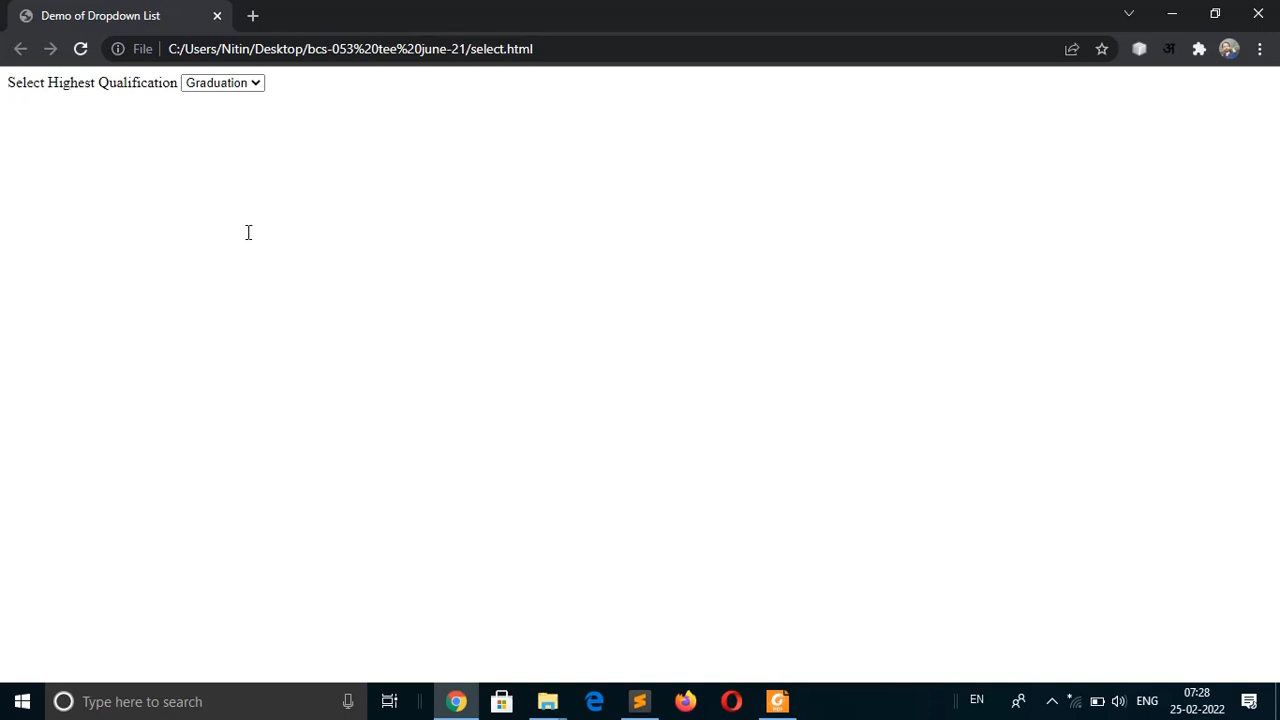 Demo of Dropdown List
File
C:/Users/Nitin/Desktop/bcs-053%20tee%20june-21/select.html
अ
Select Highest Qualification Graduation
Type here to search
EN
ENG
07:28
25-02-2022